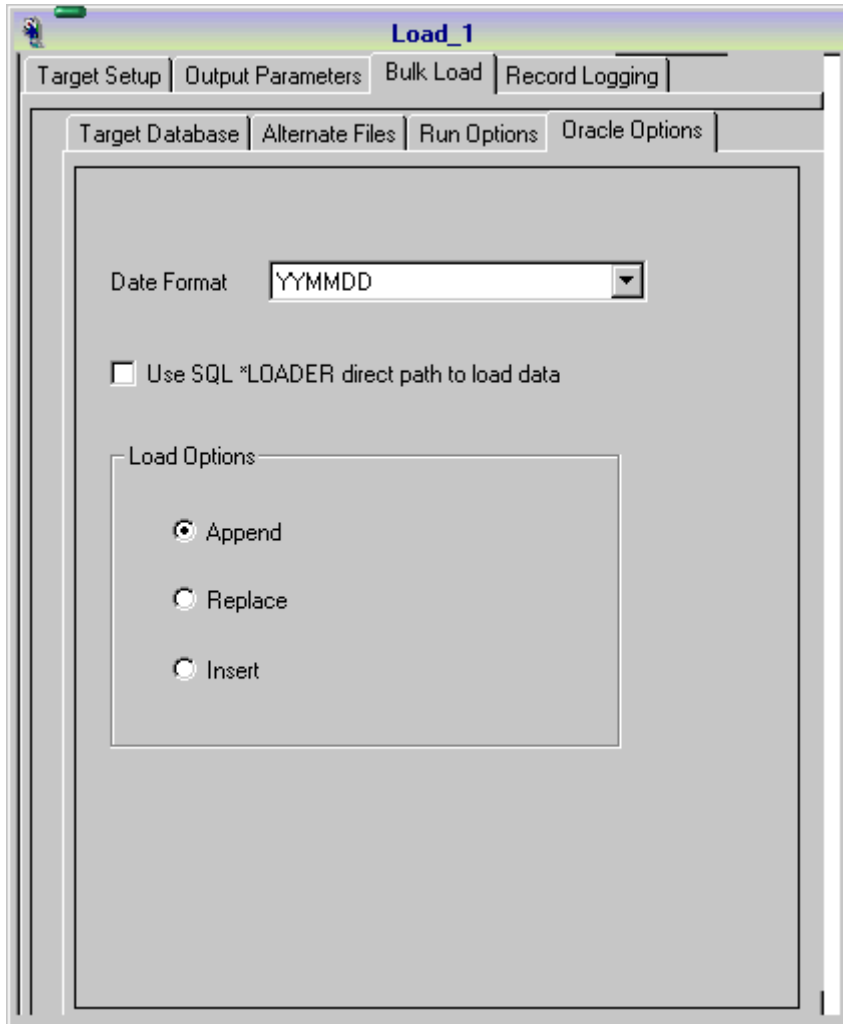 Load_1
Target Setup Output Parameters Bulk Load Record Logging
Target Database Alternate Files Run Options Oracle Options
Date Format YYMMDD
Use SQL *LOADER direct path to load data
Load Options
Append
Replace
Insert